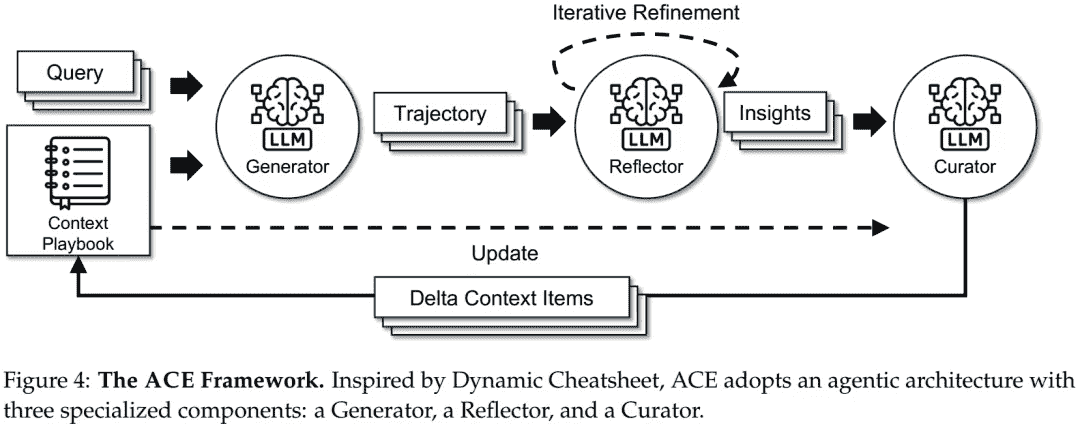 Iterative Refinement
Query
LLM
Generator
Trajectory
LLM
Reflector
Insights
LLM
Curator
Context
Playbook
Update
Delta Context Items
Figure 4: The ACE Framework. Inspired by Dynamic Cheatsheet, ACE adopts an agentic architecture with
three specialized components: a Generator, a Reflector, and a Curator.